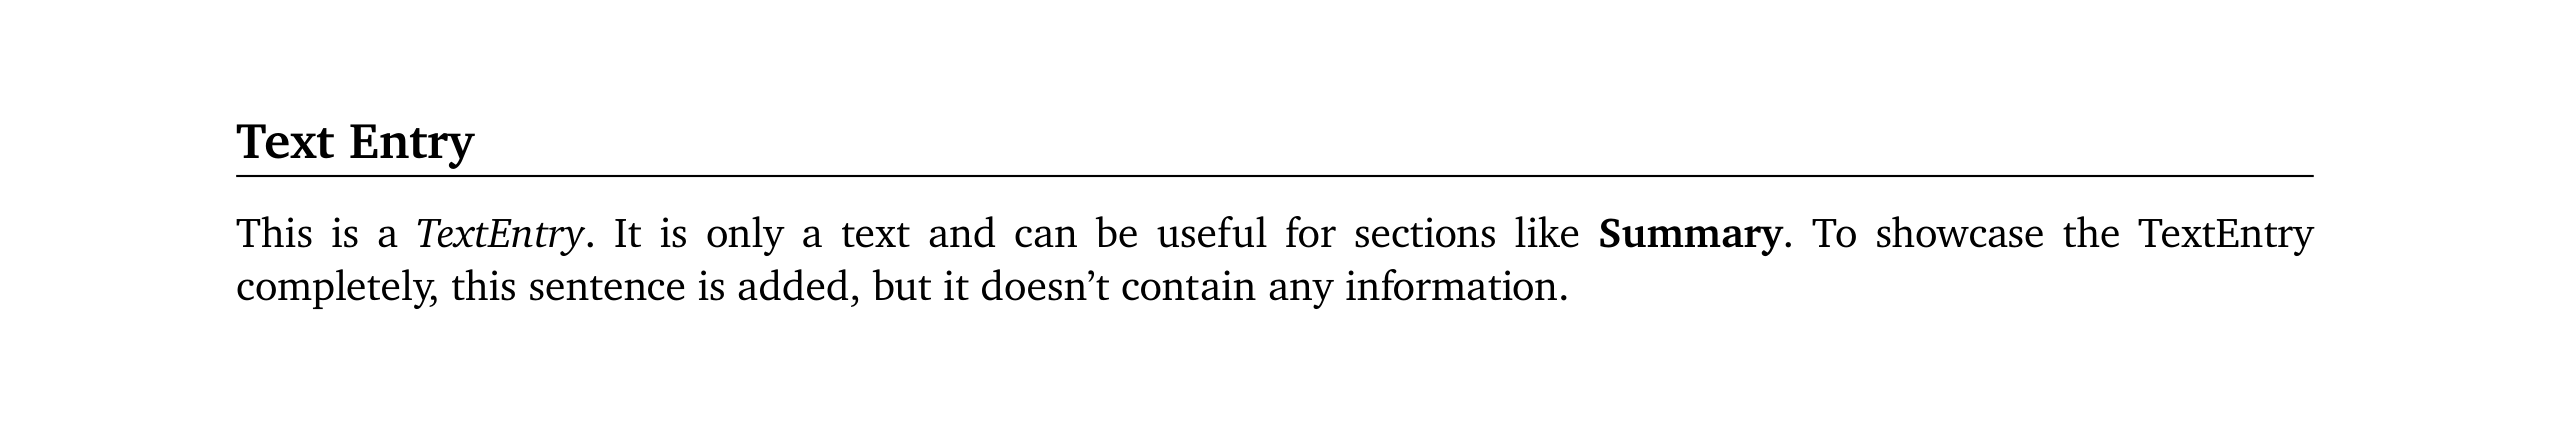 Text Entry
This is a TextEntry. It is only a text and can be useful for sections like Summary. To showcase the TextEntry
completely, this sentence is added, but it doesn’t contain any information.